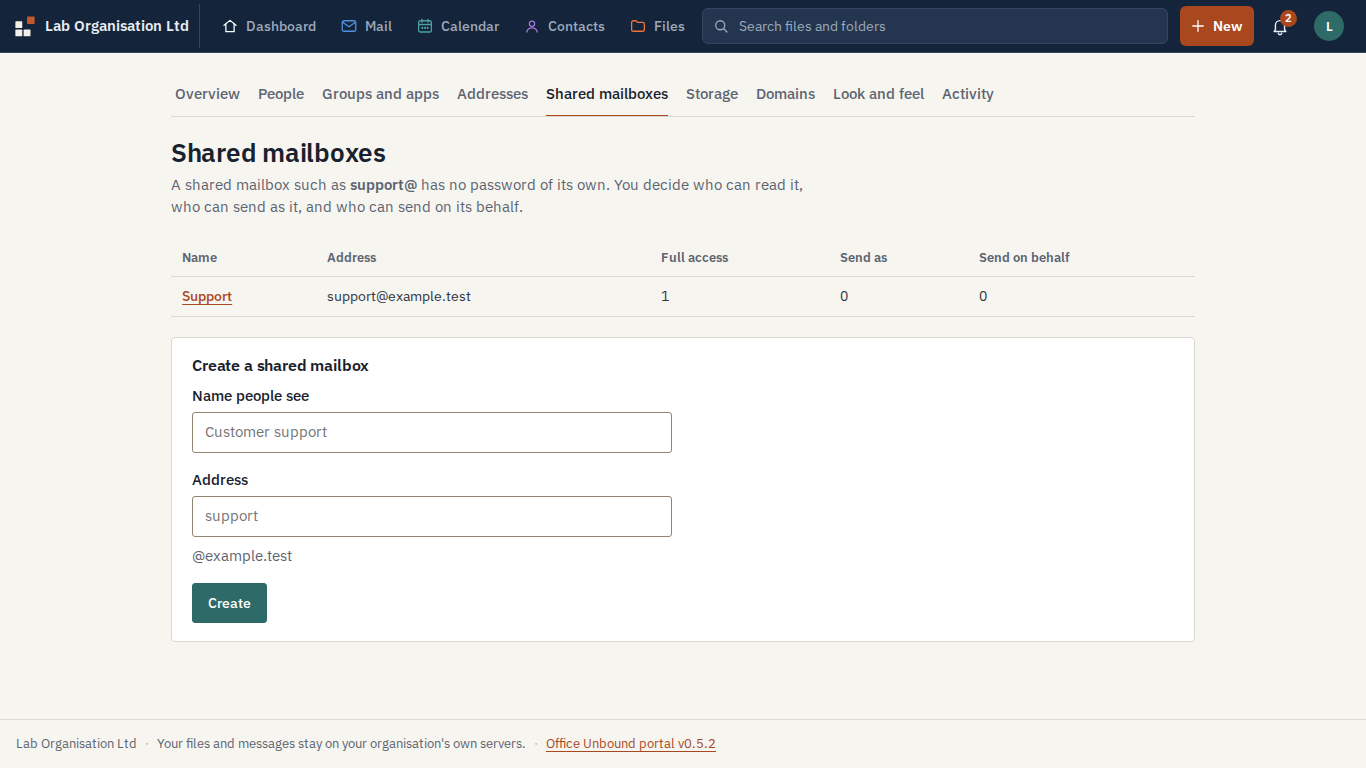 Lab Organisation Ltd Dashboard Mail Calendar Contacts Files Search files and folders New 2 L
Overview People Groups and apps Addresses Shared mailboxes Storage Domains Look and feel Activity
Shared mailboxes
A shared mailbox such as support@ has no password of its own. You decide who can read it,
who can send as it, and who can send on its behalf.
Name Address Full access Send as Send on behalf
Support support@example.test 1 0 0
Create a shared mailbox
Name people see
Customer support
Address
support
@example.test
Create
Lab Organisation Ltd · Your files and messages stay on your organisation's own servers. · Office Unbound portal v0.5.2